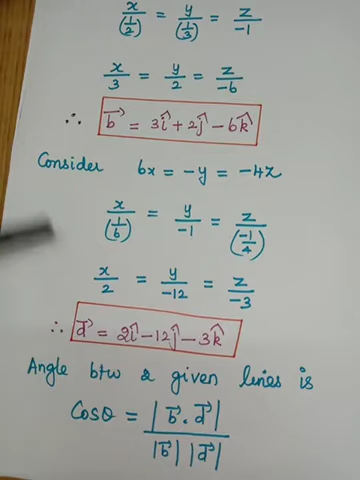 x/(1/2) = y/(1/3) = z/-1
x/3 = y/2 = z/-6
∴ b⃗ = 3î + 2ĵ - 6k̂
Consider 6x = -y = -4z
x/(1/6) = y/-1 = z/(-1/4)
x/2 = y/-12 = z/-3
∴ d⃗ = 2î - 12ĵ - 3k̂
Angle btw 2 given lines is
Cosθ = |b⃗ . d⃗| / |b⃗| |d⃗|